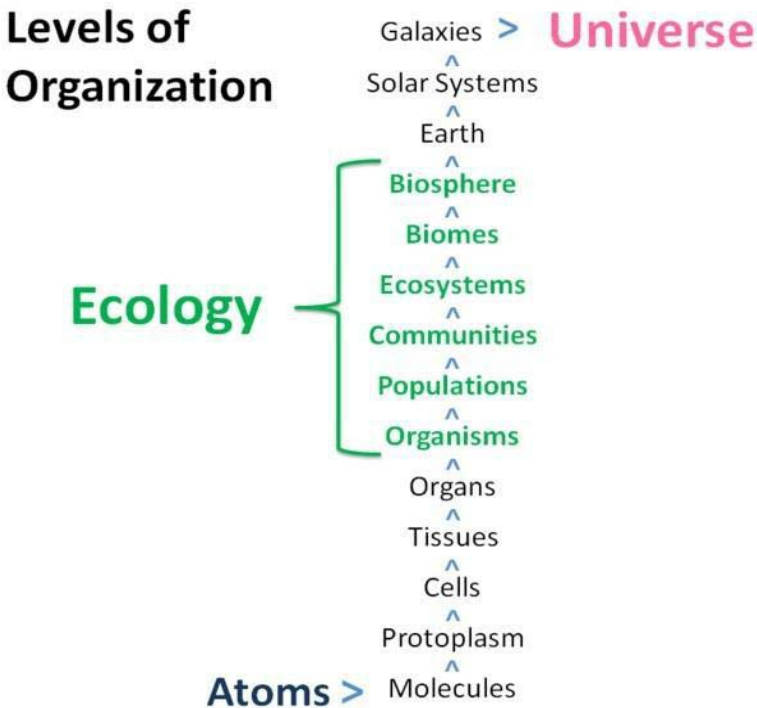 Levels of
Organization
Galaxies > Universe
^
Solar Systems
^
Earth
^
Biosphere
^
Biomes
^
Ecosystems
^
Ecology
Communities
^
Populations
^
Organisms
^
Organs
^
Tissues
^
Cells
^
Protoplasm
^
Atoms > Molecules